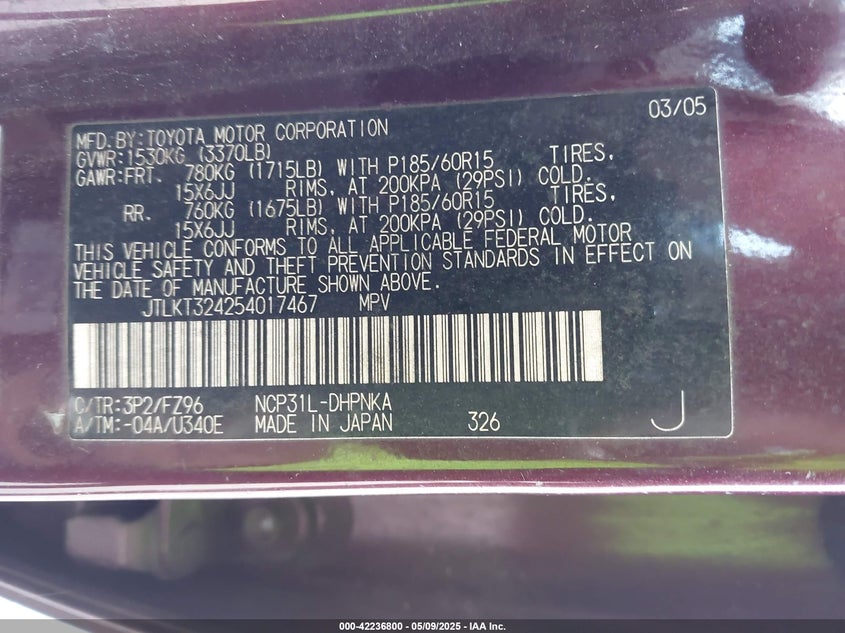 03/05
MFD.BY:TOYOTA MOTOR CORPORATION
GVWR:1530KG (3370LB)
GAWR:FRT. 780KG (1715LB) WITH P185/60R15 TIRES,
15X6JJ RIMS, AT 200KPA (29PSI) COLD.
RR. 760KG (1675LB) WITH P185/60R15 TIRES,
15X6JJ RIMS, AT 200KPA (29PSI) COLD.
THIS VEHICLE CONFORMS TO ALL APPLICABLE FEDERAL MOTOR
VEHICLE SAFETY AND THEFT PREVENTION STANDARDS IN EFFECT ON
THE DATE OF MANUFACTURE SHOWN ABOVE.
JTLKT324254017467 MPV
C/TR:3P2/FZ96 NCP31L-DHPNKA
A/TM:-04A/U340E MADE IN JAPAN 326 J
000-42236800 - 05/09/2025 - IAA Inc.